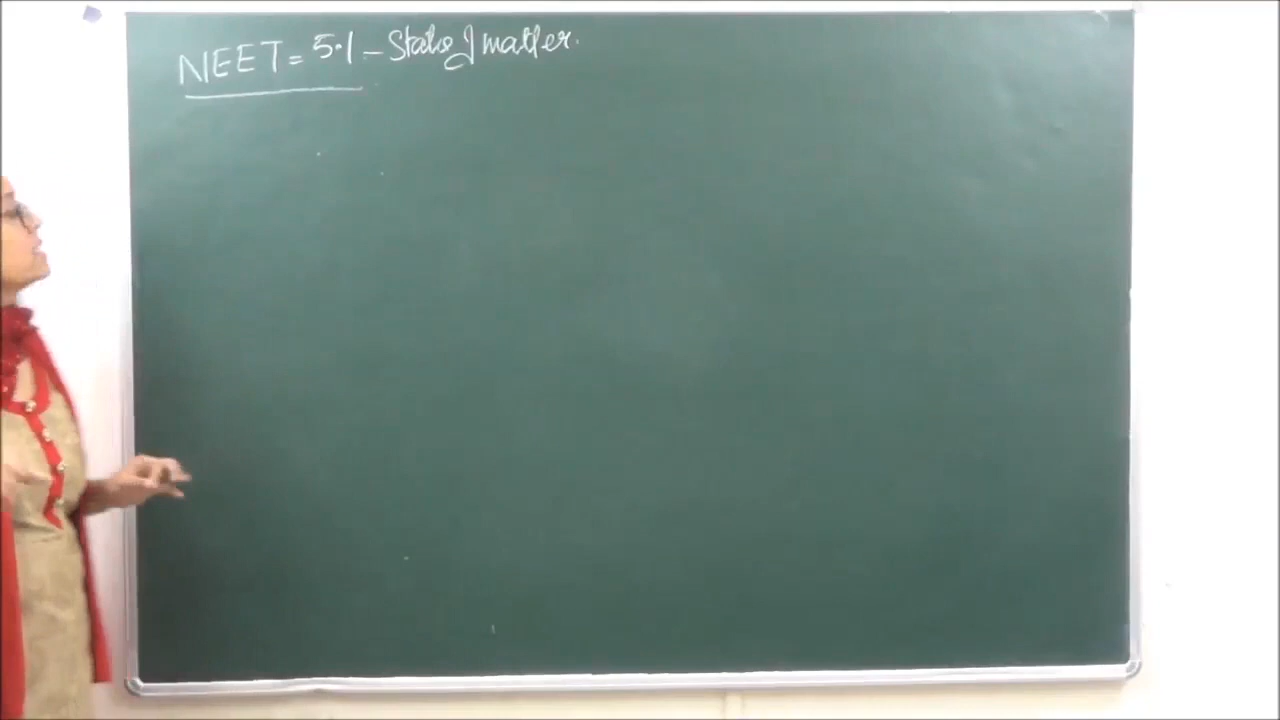 NEET = 5.1 - State of matter.